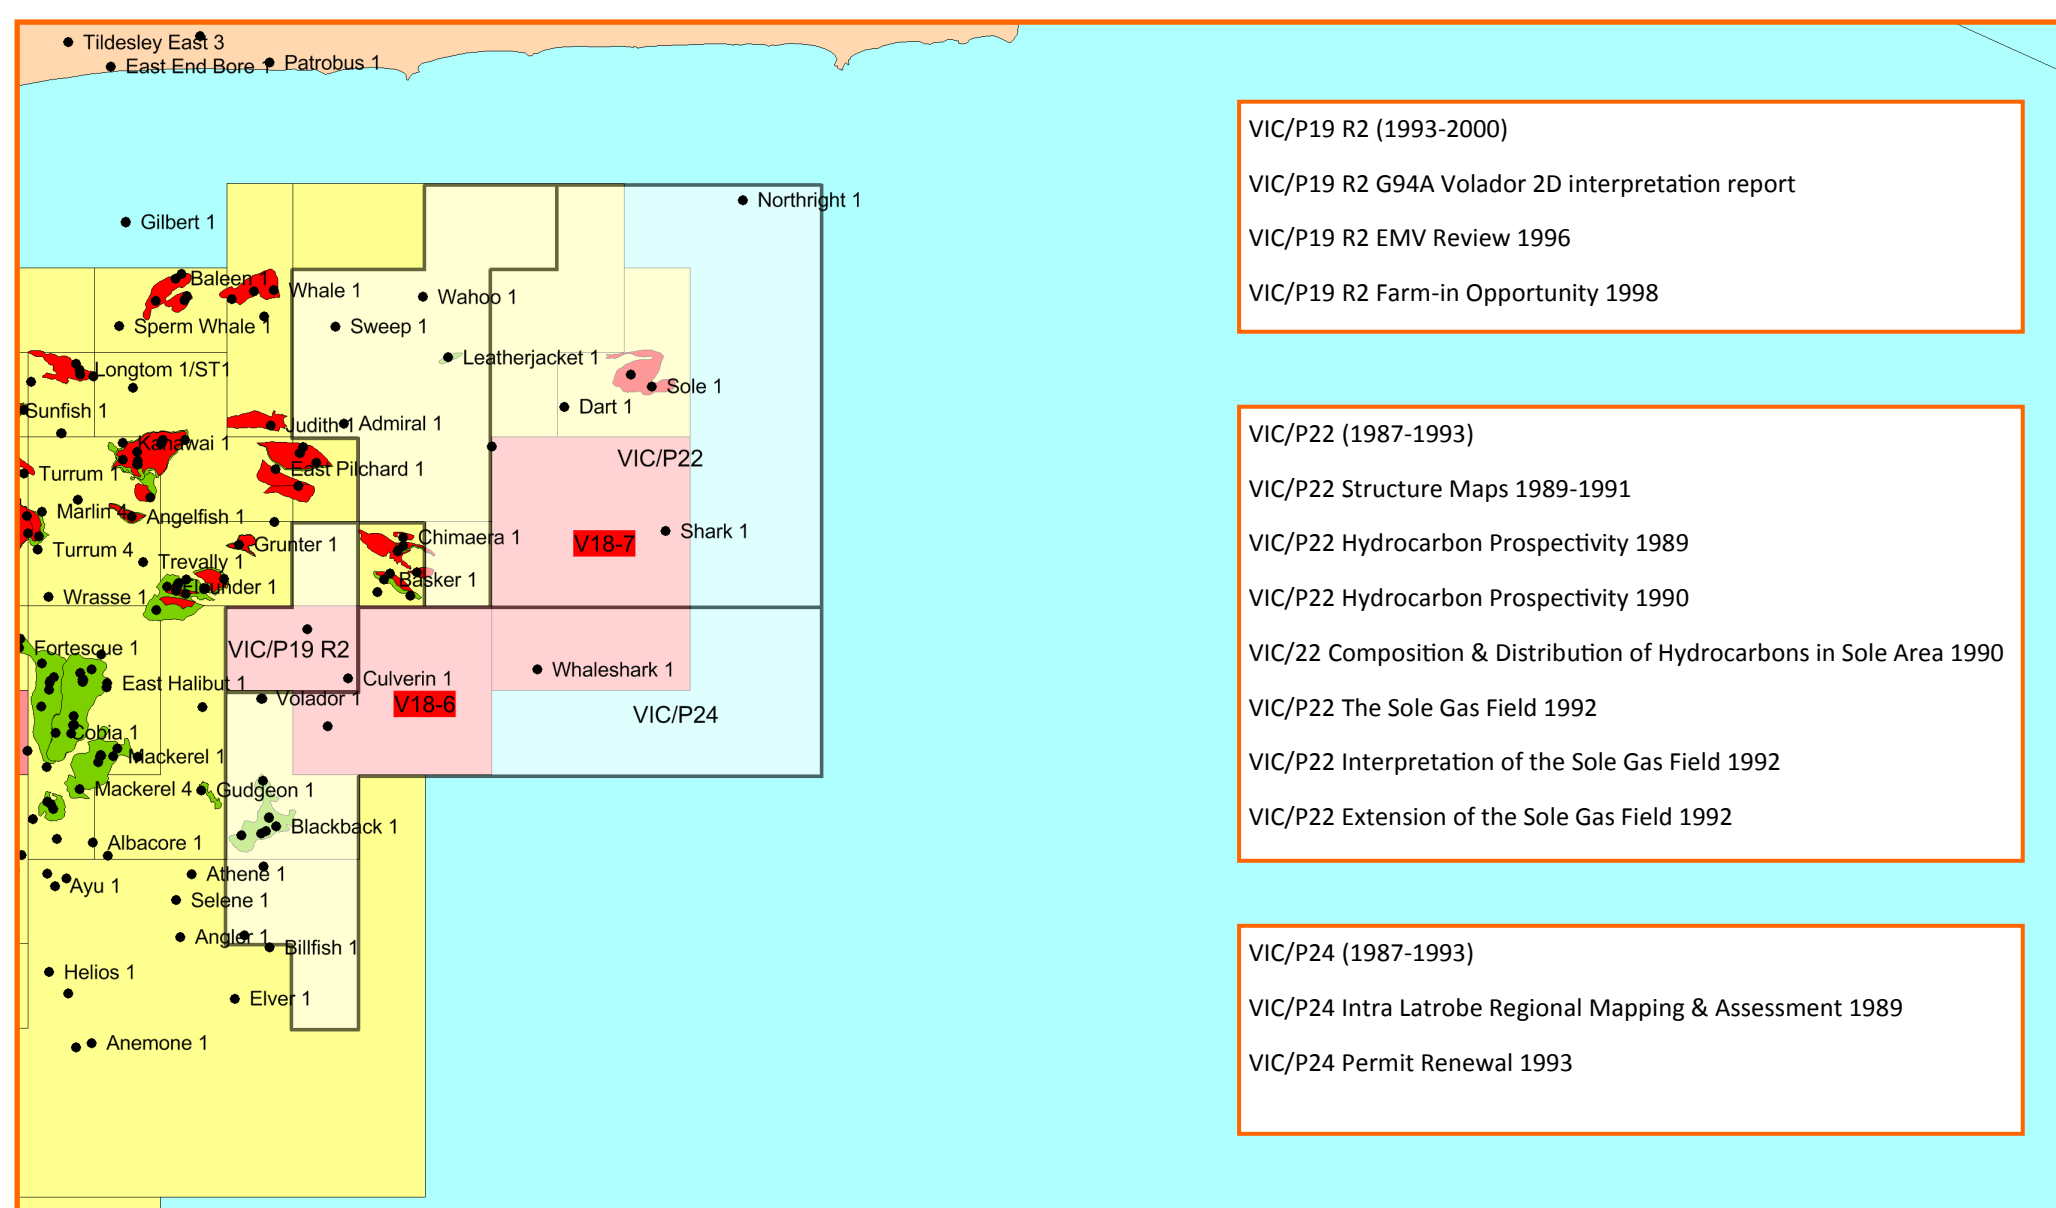 Tildesley East 3
East End Bore 1
Patrobus 1
Northright 1
Gilbert 1
Baleen 1
Whale 1
Wahoo 1
Sperm Whale 1
Sweep 1
Leatherjacket 1
Longtom 1/ST1
Sole 1
Sunfish 1
Dart 1
Judith 1
Admiral 1
Kanawai 1
VIC/P22
Turrum 1
East Pilchard 1
Marlin 4
Angelfish 1
Shark 1
Turrum 4
Grunter 1
Chimaera 1
V18-7
Trevally 1
Basker 1
Flounder 1
Wrasse 1
Fortescue 1
VIC/P19 R2
Whaleshark 1
East Halibut 1
Culverin 1
Volador 1
V18-6
VIC/P24
Cobia 1
Mackerel 1
Mackerel 4
Gudgeon 1
Blackback 1
Albacore 1
Athene 1
Ayu 1
Selene 1
Angler 1
Billfish 1
Helios 1
Elver 1
Anemone 1
VIC/P19 R2 (1993-2000)
VIC/P19 R2 G94A Volador 2D interpretation report
VIC/P19 R2 EMV Review 1996
VIC/P19 R2 Farm-in Opportunity 1998
VIC/P22 (1987-1993)
VIC/P22 Structure Maps 1989-1991
VIC/P22 Hydrocarbon Prospectivity 1989
VIC/P22 Hydrocarbon Prospectivity 1990
VIC/22 Composition & Distribution of Hydrocarbons in Sole Area 1990
VIC/P22 The Sole Gas Field 1992
VIC/P22 Interpretation of the Sole Gas Field 1992
VIC/P22 Extension of the Sole Gas Field 1992
VIC/P24 (1987-1993)
VIC/P24 Intra Latrobe Regional Mapping & Assessment 1989
VIC/P24 Permit Renewal 1993